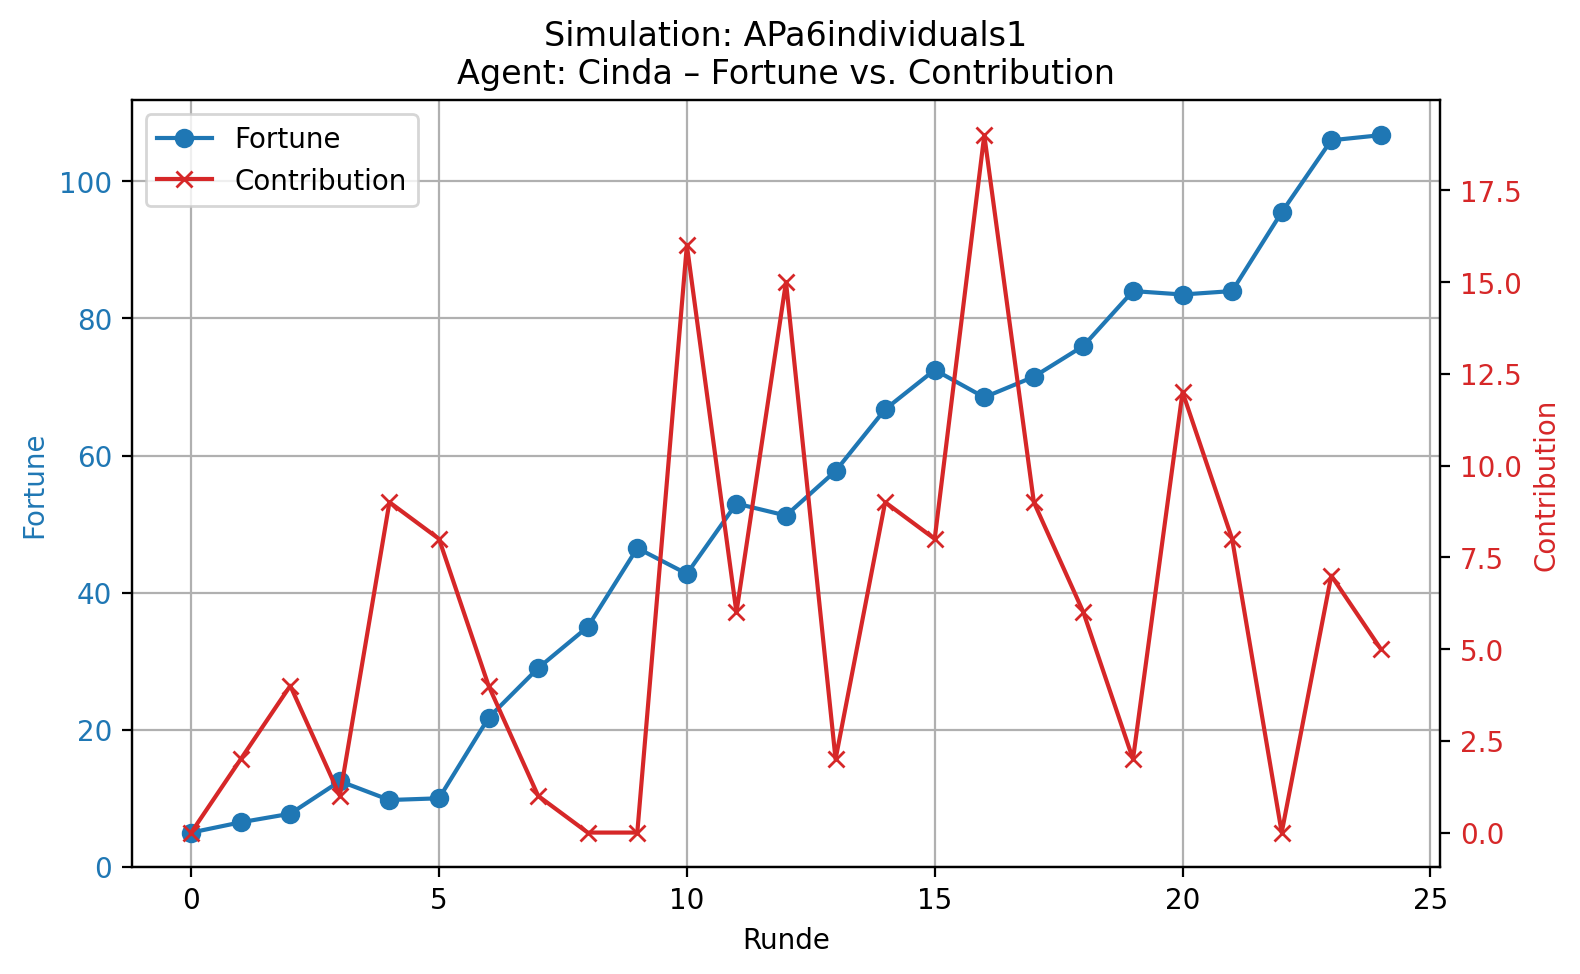 Simulation: APa6individuals1
Agent: Cinda – Fortune vs. Contribution
Fortune
Contribution
100
80
60
40
20
0
Fortune
17.5
15.0
12.5
10.0
7.5
5.0
2.5
0.0
Contribution
0 5 10 15 20 25
Runde